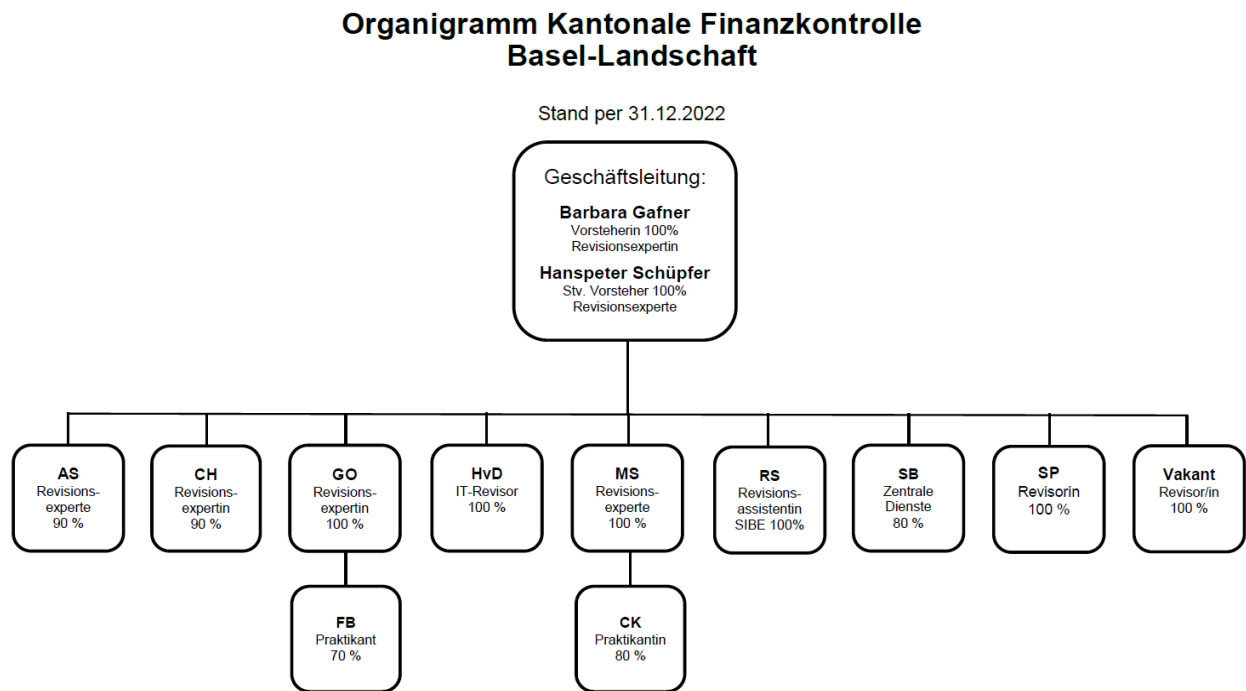 Organigramm Kantonale Finanzkontrolle
Basel-Landschaft
Stand per 31.12.2022
Geschäftsleitung:
Barbara Gafner
Vorsteherin 100%
Revisionsexpertin
Hanspeter Schüpfer
Stv. Vorsteher 100%
Revisionsexperte
AS
Revisions-
experte
90 %
CH
Revisions-
expertin
90 %
GO
Revisions-
expertin
100 %
HvD
IT-Revisor
100 %
MS
Revisions-
experte
100 %
RS
Revisions-
assistentin
SIBE 100%
SB
Zentrale
Dienste
80 %
SP
Revisorin
100 %
Vakant
Revisor/in
100 %
FB
Praktikant
70 %
CK
Praktikantin
80 %